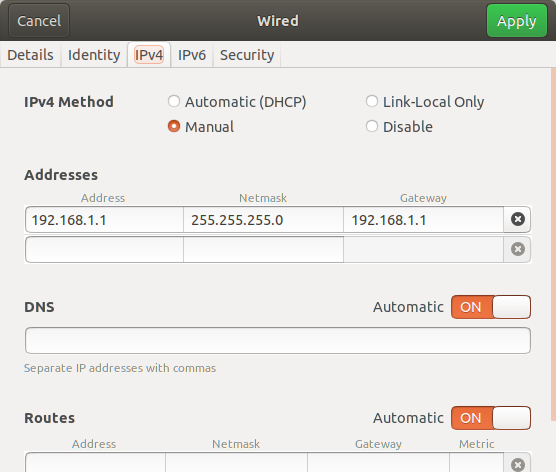 Cancel Wired Apply
Details Identity IPv4 IPv6 Security
IPv4 Method Automatic (DHCP) Link-Local Only
Manual Disable
Addresses
Address Netmask Gateway
192.168.1.1 255.255.255.0 192.168.1.1
DNS Automatic ON
Separate IP addresses with commas
Routes Automatic ON
Address Netmask Gateway Metric